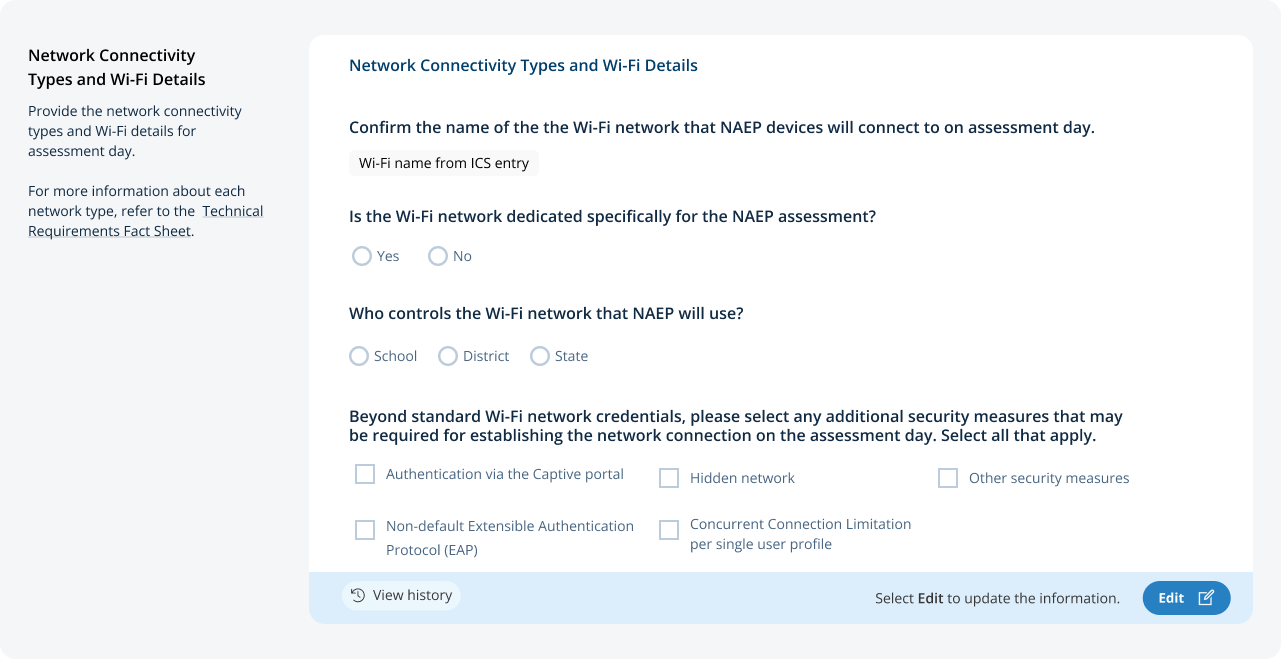 Network Connectivity
Types and Wi-Fi Details
Provide the network connectivity
types and Wi-Fi details for
assessment day.
For more information about each
network type, refer to the Technical
Requirements Fact Sheet.
Network Connectivity Types and Wi-Fi Details
Confirm the name of the the Wi-Fi network that NAEP devices will connect to on assessment day.
Wi-Fi name from ICS entry
Is the Wi-Fi network dedicated specifically for the NAEP assessment?
Yes No
Who controls the Wi-Fi network that NAEP will use?
School District State
Beyond standard Wi-Fi network credentials, please select any additional security measures that may
be required for establishing the network connection on the assessment day. Select all that apply.
Authentication via the Captive portal
Hidden network
Other security measures
Non-default Extensible Authentication
Protocol (EAP)
Concurrent Connection Limitation
per single user profile
View history
Select Edit to update the information.
Edit